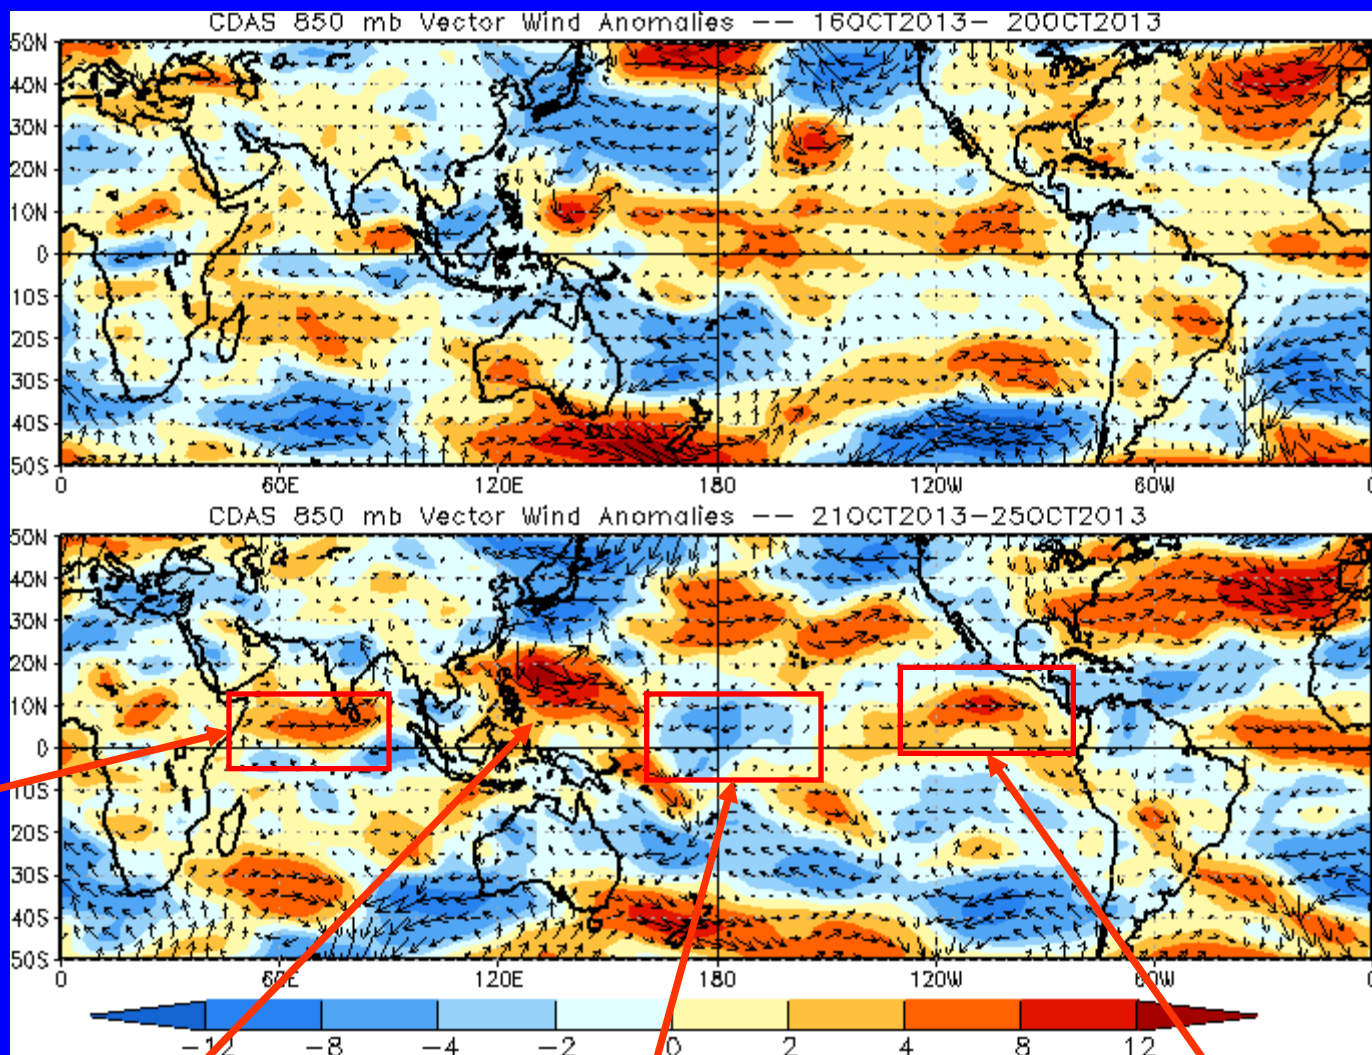 CDAS 850 mb Vector Wind Anomalies -- 16OCT2013- 20OCT2013
50N
40N
30N
20N
10N
0
10S
20S
30S
40S
50S
0 60E 120E 180 120W 60W 0
CDAS 850 mb Vector Wind Anomalies -- 21OCT2013-25OCT2013
50N
40N
30N
20N
10N
0
10S
20S
30S
40S
50S
0 60E 120E 180 120W 60W 0
-12 -8 -4 -2 0 2 4 8 12